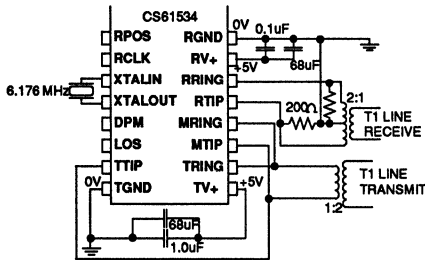 CS61534
RPOS RGND 0V 0.1uF
RCLK RV+ +5V 68uF
6.176 MHz XTALIN RRING
XTALOUT RTIP 200Ω 2:1
DPM MRING T1 LINE
LOS MTIP RECEIVE
TTIP TRING T1 LINE
0V TGND TV+ +5V TRANSMIT
1:2
68uF
1.0uF